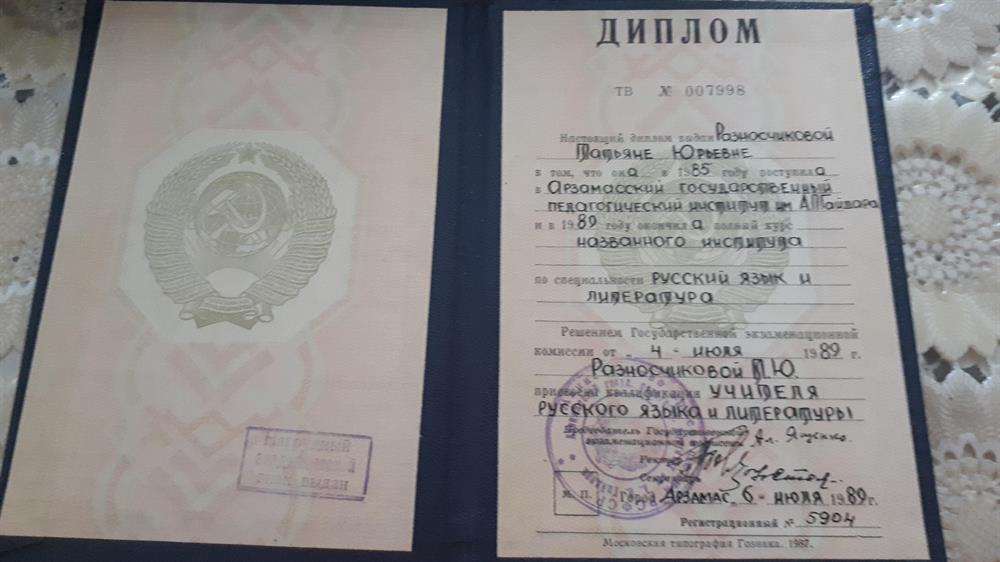 ДИПЛОМ
ТВ № 007998
Настоящий диплом выдан Разносчиковой
Татьяне Юрьевне
в том, что она в 1985 году поступила
в Арзамасский государственный
педагогический институт им А.П.Гайдара
и в 1989 году окончила полный курс
названного института
по специальности русский язык и
литература
Решением Государственной экзаменационной
комиссии от „ 4 - июля 1989 г.
Разносчиковой Т.Ю.
присвоена квалификация УЧИТЕЛЯ
РУССКОГО ЯЗЫКА И ЛИТЕРАТУРЫ
Председатель Государственной
экзаменационной комиссии
Ректор
Секретарь
М. П. Город Арзамас, 6 - июля 1989 г.
Регистрационный № 5904
Московская типография Гознака. 1987.